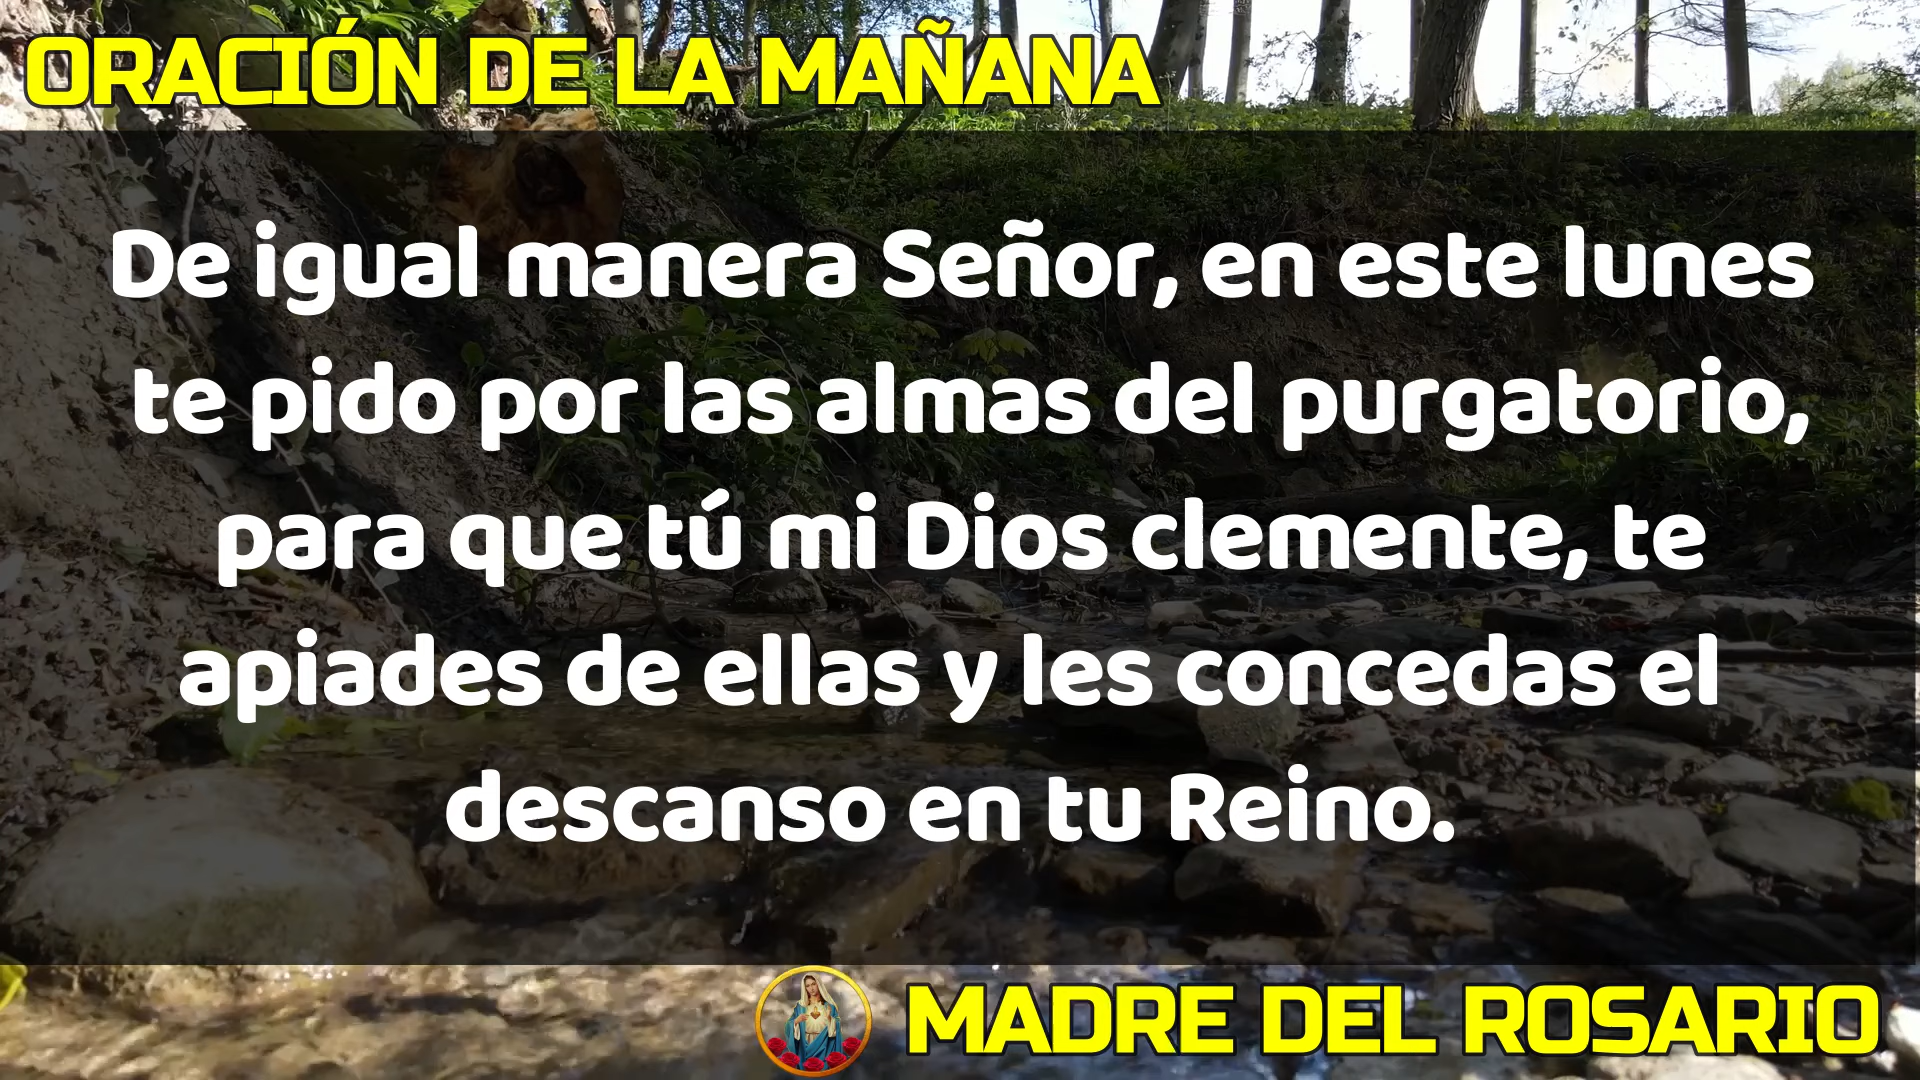 ORACIÓN DE LA MAÑANA
De igual manera Señor, en este lunes
te pido por las almas del purgatorio,
para que tú mi Dios clemente, te
apiades de ellas y les concedas el
descanso en tu Reino.
MADRE DEL ROSARIO